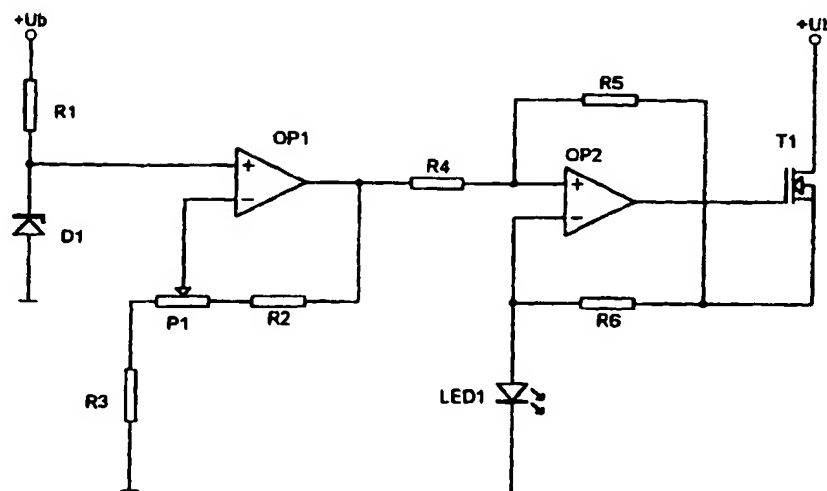 +Ub
+Ub
R1
R5
OP1
T1
R4
OP2
+
-
+
-
D1
P1
R2
R6
R3
LED1